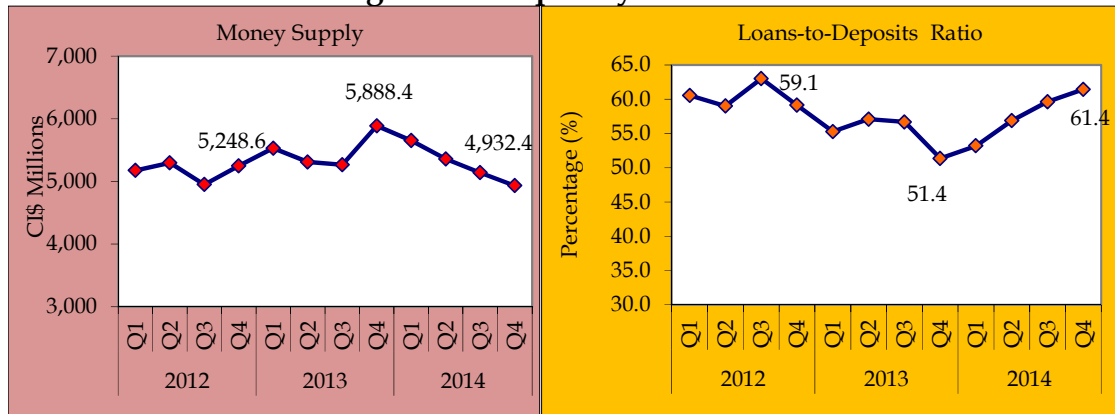 Money Supply
7,000
6,000
5,000
4,000
3,000
CI$ Millions
5,248.6
5,888.4
4,932.4
Q1 Q2 Q3 Q4 Q1 Q2 Q3 Q4 Q1 Q2 Q3 Q4
2012 2013 2014
Loans-to-Deposits Ratio
65.0
60.0
55.0
50.0
45.0
40.0
35.0
30.0
Percentage (%)
59.1
51.4
61.4
Q1 Q2 Q3 Q4 Q1 Q2 Q3 Q4 Q1 Q2 Q3 Q4
2012 2013 2014